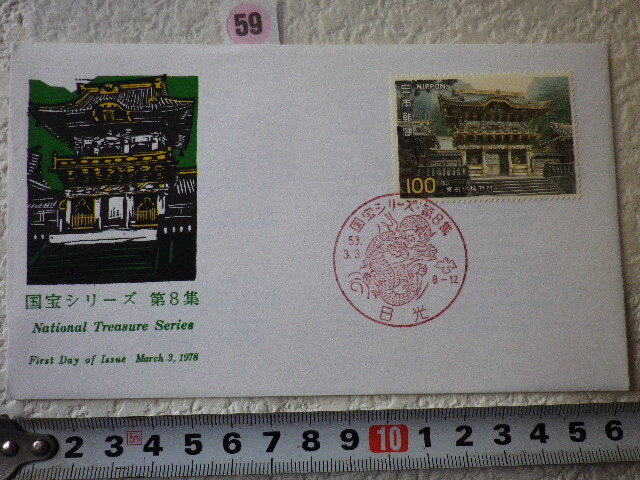 59
日本郵便
NIPPON
100
国宝シリーズ 第8集
53.
3.3
8-12
日光
国宝シリーズ 第8集
National Treasure Series
First Day of Issue March 3, 1978
2 3 4 5 6 7 8 9 10 1 2 3 4 5 6
5m